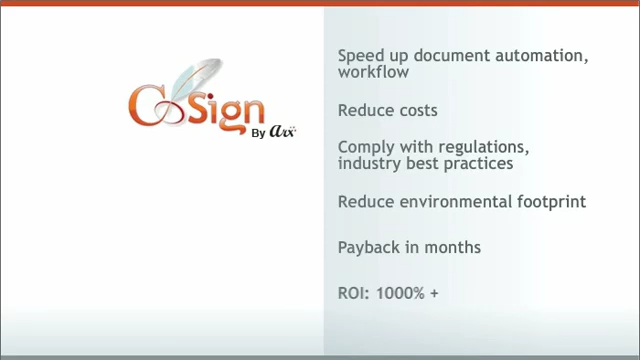 CoSign
By arx
Speed up document automation,
workflow
Reduce costs
Comply with regulations,
industry best practices
Reduce environmental footprint
Payback in months
ROI: 1000% +